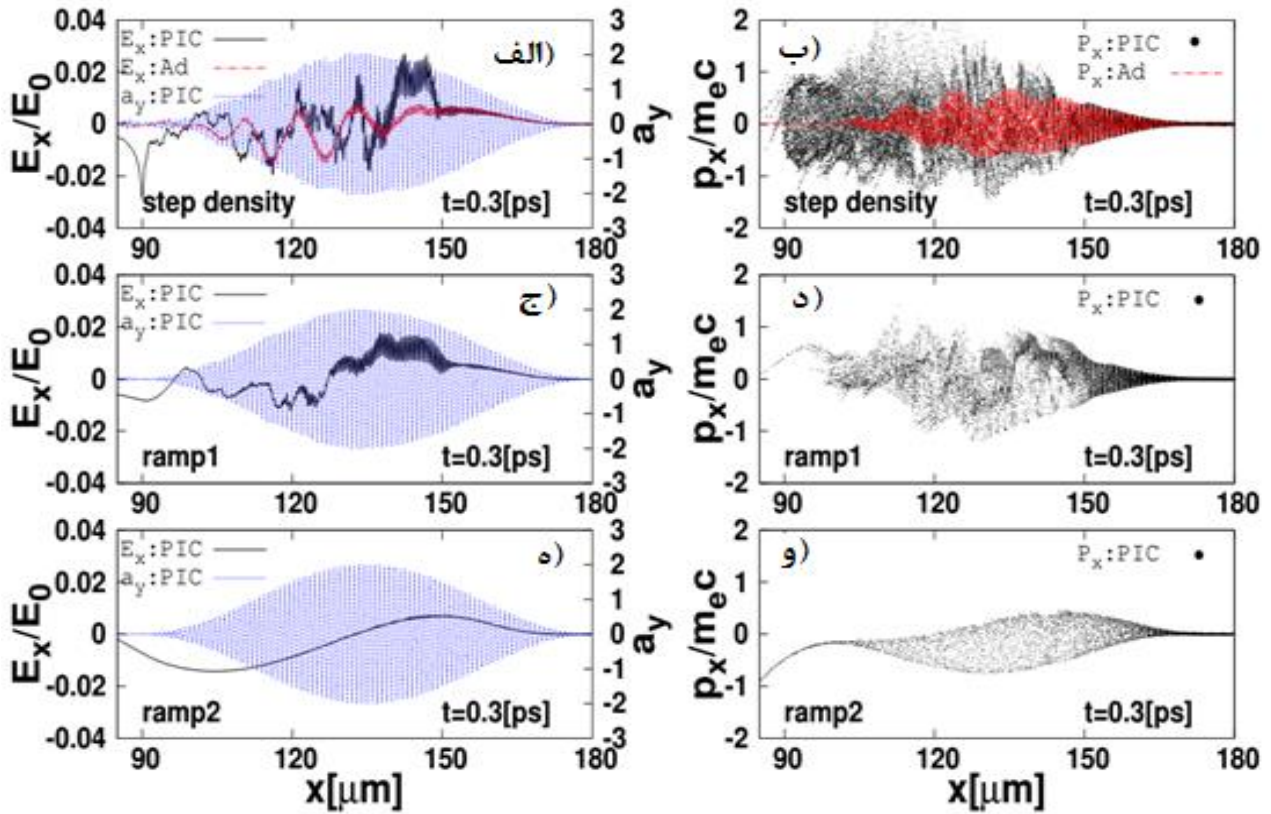 E_x:PIC
E_x:Ad
a_y:PIC
الف)
0.04
0.02
0
-0.02
-0.04
E_x/E_0
3
2
1
0
-1
-2
-3
a_y
step density
t=0.3[ps]
90
120
150
180
ب)
P_x:PIC
P_x:Ad
2
1
0
-1
-2
p_x/m_ec
step density
t=0.3[ps]
90
120
150
180
E_x:PIC
a_y:PIC
ج)
0.04
0.02
0
-0.02
-0.04
E_x/E_0
3
2
1
0
-1
-2
-3
a_y
ramp1
t=0.3[ps]
90
120
150
180
د)
P_x:PIC
2
1
0
-1
-2
p_x/m_ec
ramp1
t=0.3[ps]
90
120
150
180
E_x:PIC
a_y:PIC
ه)
0.04
0.02
0
-0.02
-0.04
E_x/E_0
3
2
1
0
-1
-2
-3
a_y
ramp2
t=0.3[ps]
90
120
150
180
x[μm]
و)
P_x:PIC
2
1
0
-1
-2
p_x/m_ec
ramp2
t=0.3[ps]
90
120
150
180
x[μm]